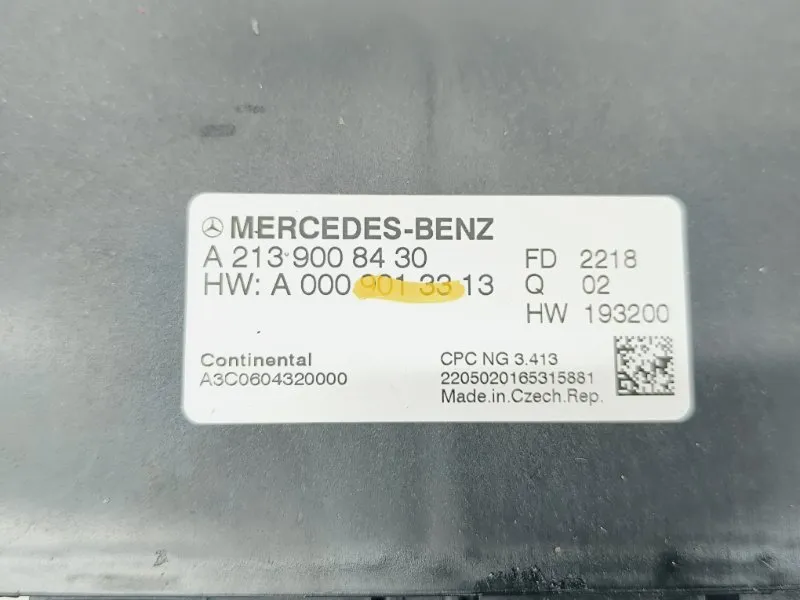 MERCEDES-BENZ
A 213 900 84 30
HW: A 000 901 33 13
FD 2218
Q 02
HW 193200
Continental
A3C0604320000
CPC NG 3.413
2205020165315881
Made.in.Czech.Rep.